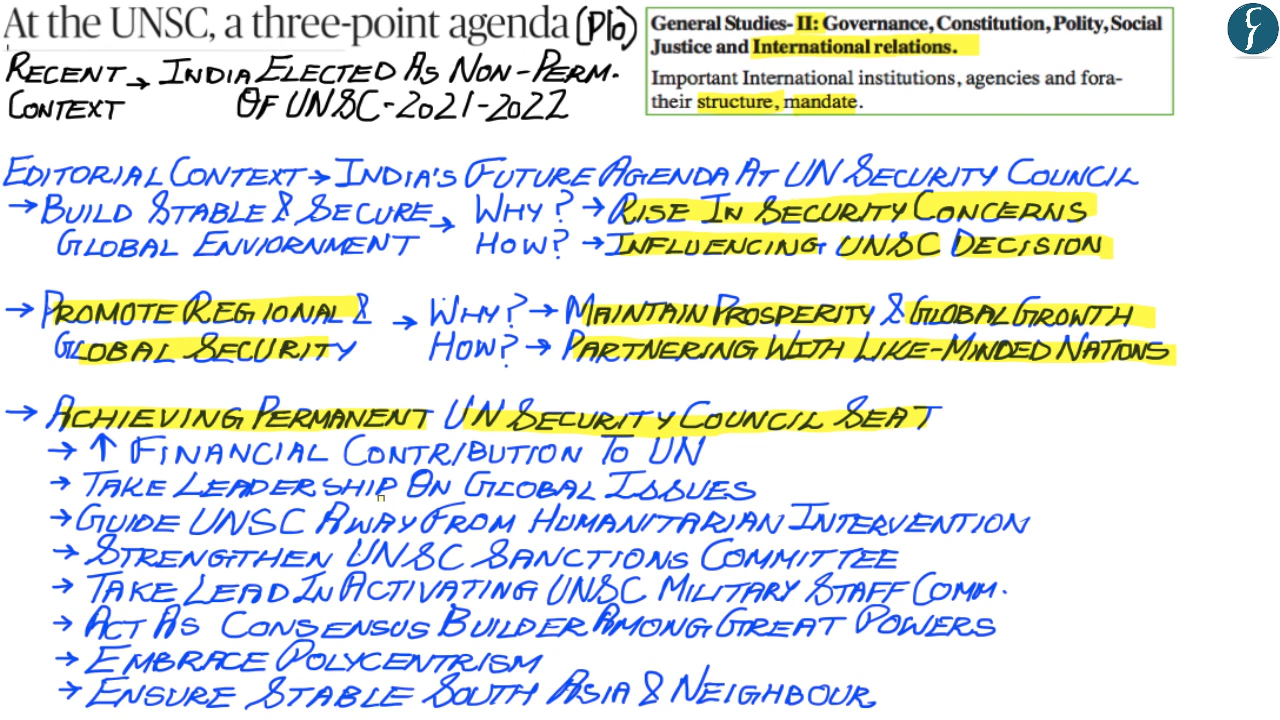 At the UNSC, a three-point agenda (P10)
RECENT → INDIA ELECTED AS NON-PERM.
CONTEXT OF UNSC-2021-2022
General Studies- II: Governance, Constitution, Polity, Social
Justice and International relations.
Important International institutions, agencies and fora-
their structure, mandate.
EDITORIAL CONTEXT → INDIA'S FUTURE AGENDA AT UN SECURITY COUNCIL
→ BUILD STABLE & SECURE → WHY? → RISE IN SECURITY CONCERNS
GLOBAL ENVIORNMENT HOW? → INFLUENCING UNSC DECISION
→ PROMOTE REGIONAL & → WHY? → MAINTAIN PROSPERITY & GLOBAL GROWTH
GLOBAL SECURITY HOW? → PARTNERING WITH LIKE-MINDED NATIONS
→ ACHIEVING PERMANENT UN SECURITY COUNCIL SEAT
→ ↑ FINANCIAL CONTRIBUTION TO UN
→ TAKE LEADERSHIP ON GLOBAL ISSUES
→ GUIDE UNSC AWAY FROM HUMANITARIAN INTERVENTION
→ STRENGTHEN UNSC SANCTIONS COMMITTEE
→ TAKE LEAD IN ACTIVATING UNSC MILITARY STAFF COMM.
→ ACT AS CONSENSUS BUILDER AMONG GREAT POWERS
→ EMBRACE POLYCENTRISM
→ ENSURE STABLE SOUTH ASIA & NEIGHBOUR